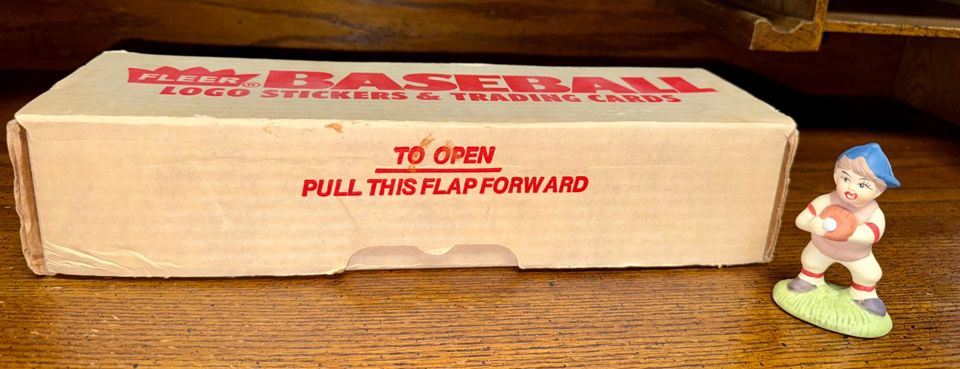 FLEER® BASEBALL
LOGO STICKERS & TRADING CARDS
TO OPEN
PULL THIS FLAP FORWARD